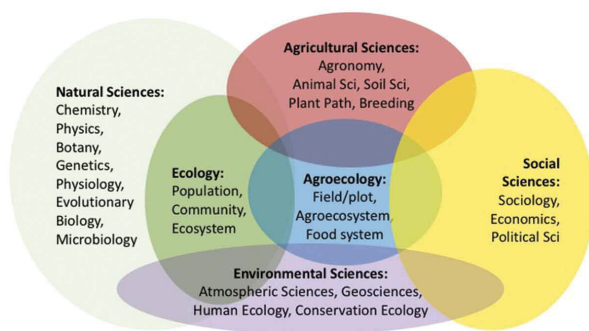 Agricultural Sciences:
Agronomy,
Animal Sci, Soil Sci,
Plant Path, Breeding
Natural Sciences:
Chemistry,
Physics,
Botany,
Genetics,
Physiology,
Evolutionary
Biology,
Microbiology
Ecology:
Population,
Community,
Ecosystem
Agroecology:
Field/plot,
Agroecosystem,
Food system
Social
Sciences:
Sociology,
Economics,
Political Sci
Environmental Sciences:
Atmospheric Sciences, Geosciences,
Human Ecology, Conservation Ecology